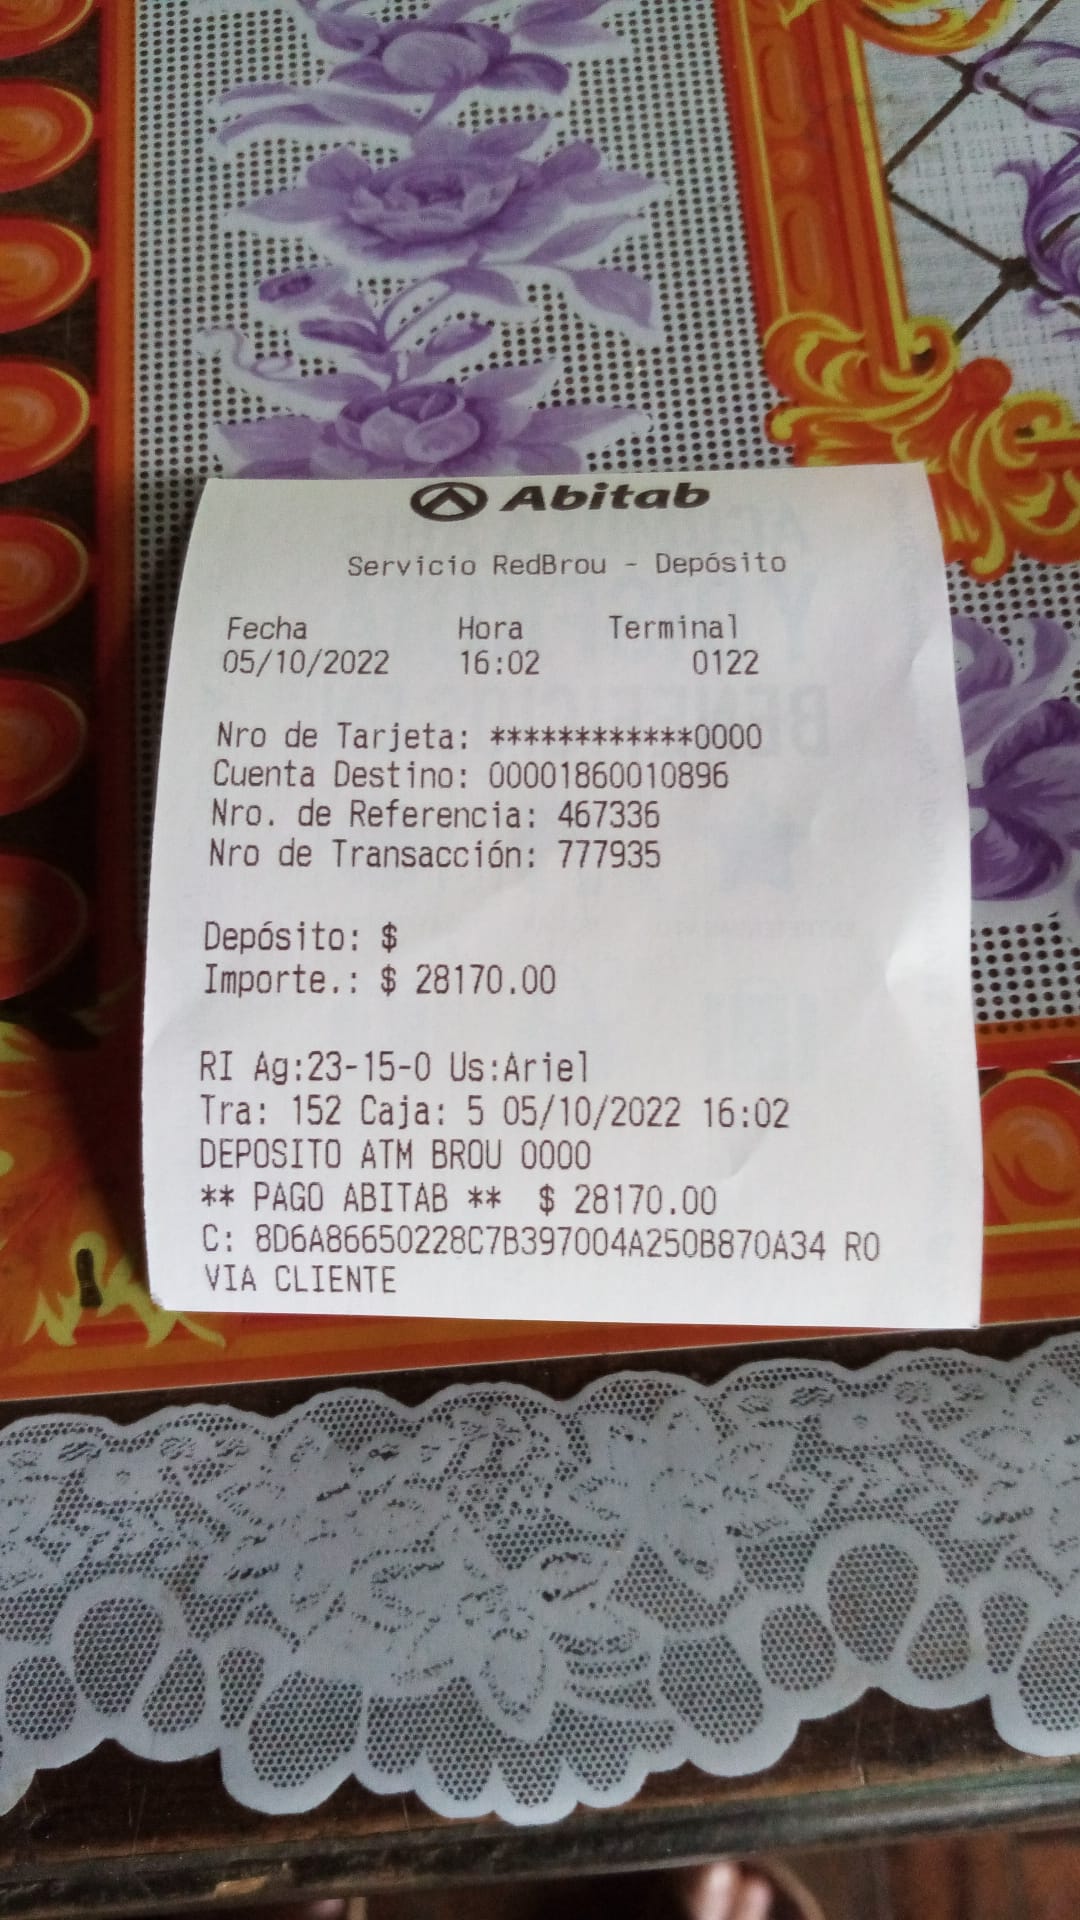 Abitab
Servicio RedBrou - Depósito
Fecha Hora Terminal
05/10/2022 16:02 0122
Nro de Tarjeta: ************0000
Cuenta Destino: 00001860010896
Nro. de Referencia: 467336
Nro de Transacción: 777935
Depósito: $
Importe.: $ 28170.00
RI Ag:23-15-0 Us:Ariel
Tra: 152 Caja: 5 05/10/2022 16:02
DEPOSITO ATM BROU 0000
** PAGO ABITAB ** $ 28170.00
C: 8D6A86650228C7B397004A250B870A34 RO
VIA CLIENTE